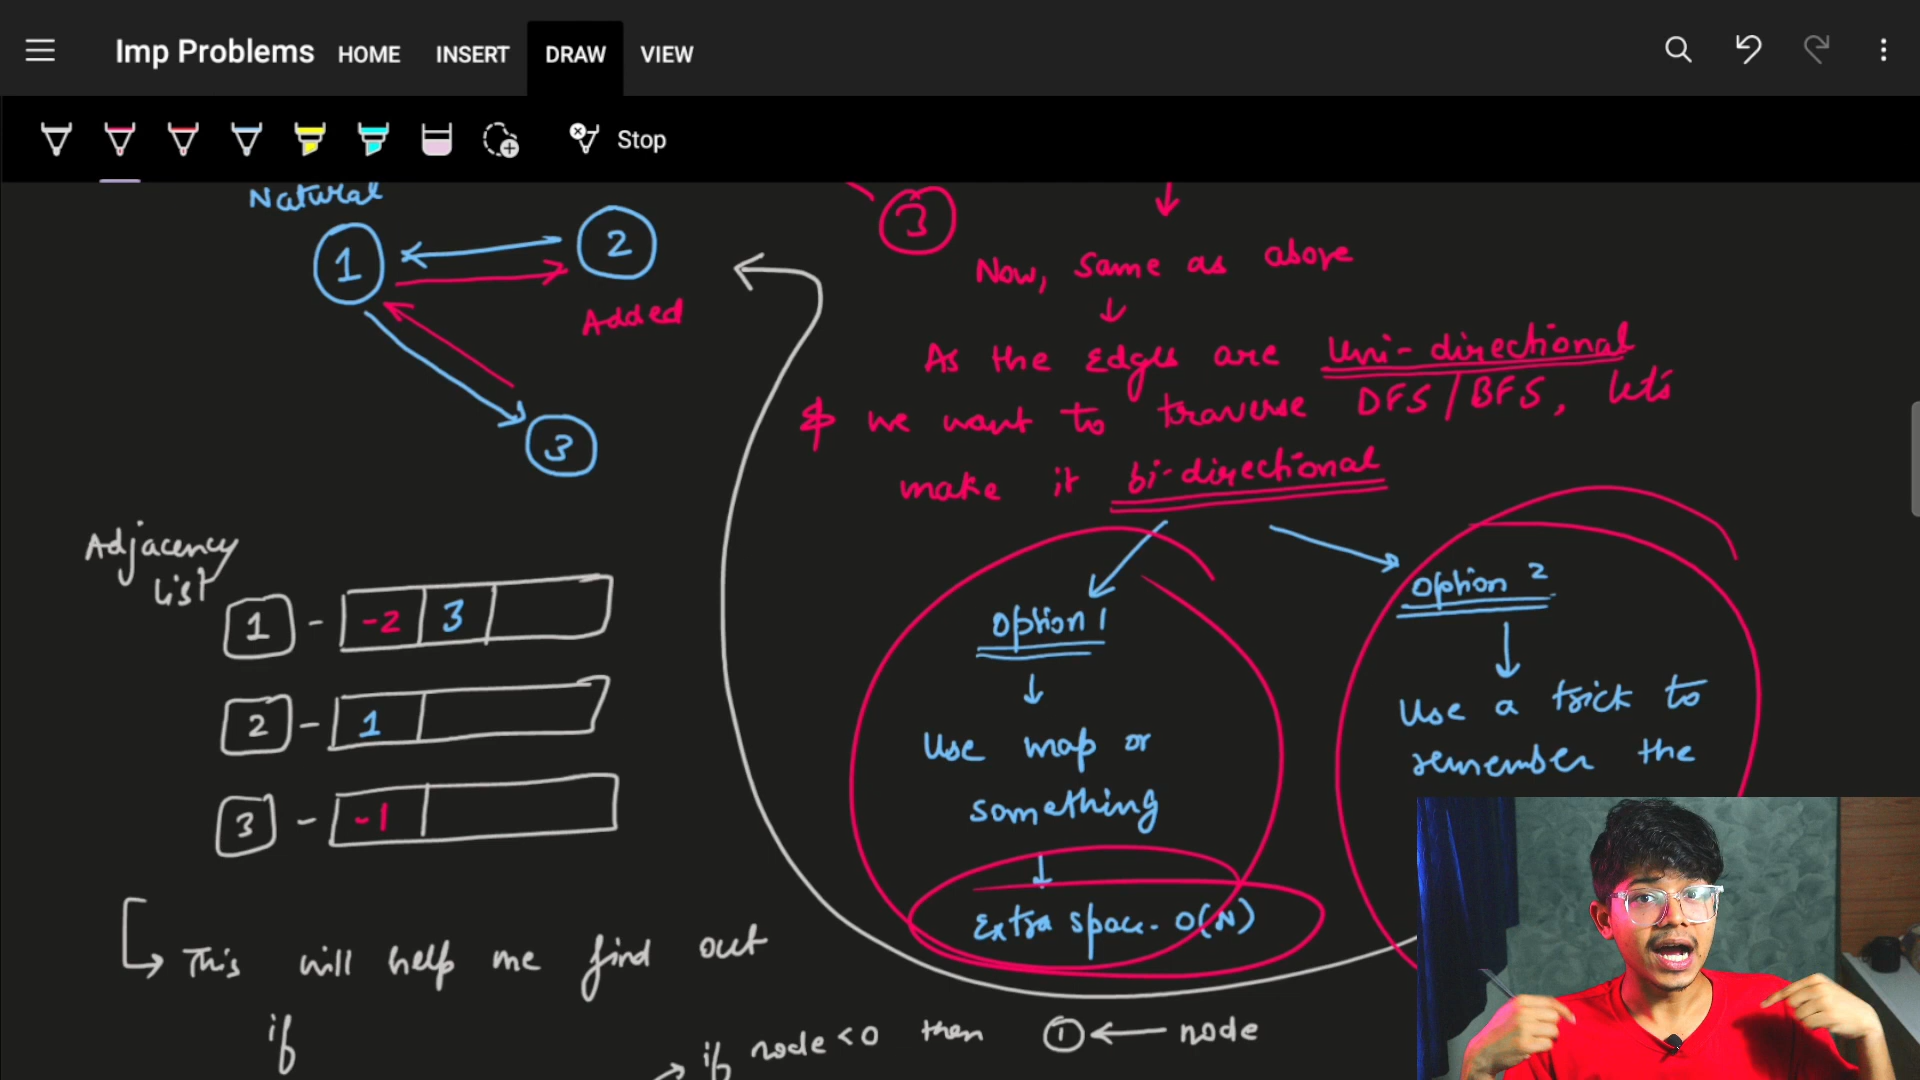 Imp Problems HOME INSERT DRAW VIEW
Stop
Natural
1
2
Added
3
Adjacency
list
1 - -2 3
2 - 1
3 - -1
This will help me find out
if
if node <0 then 1 ← node
3
Now, Same as above
As the Edges are Uni-directional
& we want to traverse DFS/BFS, let's
make it bi-directional
Option 1
Use map or
something
Extra space. O(N)
Option 2
Use a trick to
remember the